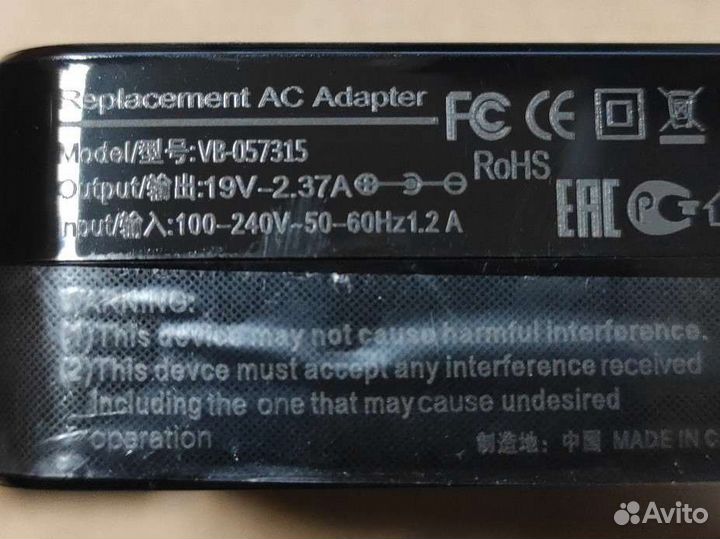 Replacement AC Adapter
Model/型号:VB-057315
Output/输出:19V-2.37A
Input/输入:100-240V~50-60Hz1.2 A
FC CE
RoHS
EAC
WARNING:
(1)This device may not cause harmful interference.
(2)This devce must accept any interference received
Including the one that may cause undesired
operation
制造地: 中国 MADE IN C
Avito